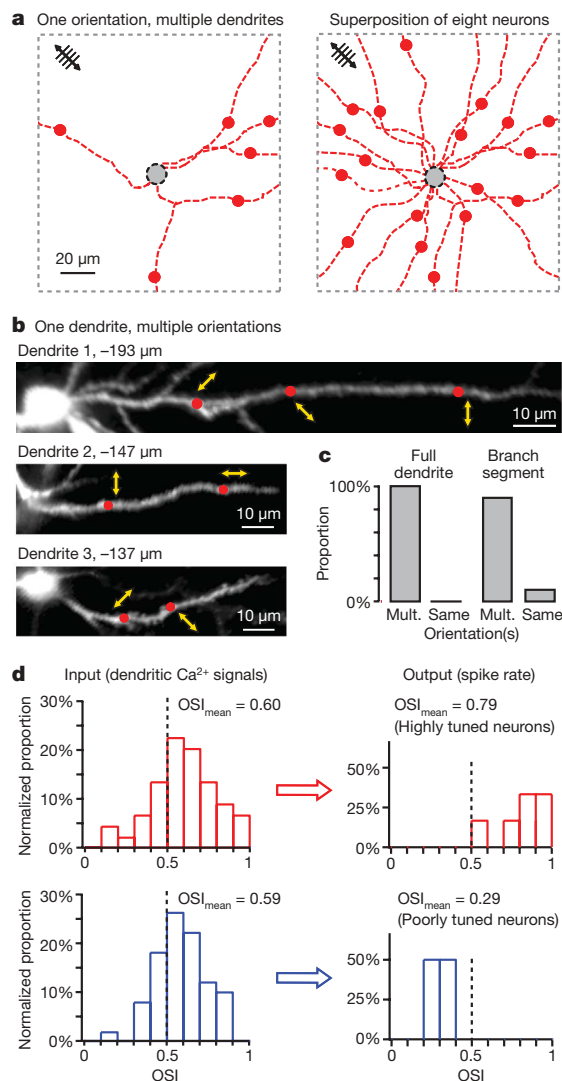 a One orientation, multiple dendrites
Superposition of eight neurons
20 µm
b One dendrite, multiple orientations
Dendrite 1, –193 µm
10 µm
Dendrite 2, –147 µm
10 µm
Dendrite 3, –137 µm
10 µm
c
Full dendrite
Branch segment
100%
0%
Proportion
Mult. Same Mult. Same
Orientation(s)
d Input (dendritic Ca2+ signals)
Output (spike rate)
OSImean = 0.60
30%
20%
10%
0%
Normalized proportion
0 0.5 1
OSImean = 0.79
(Highly tuned neurons)
50%
25%
0%
0 0.5 1
OSImean = 0.59
30%
20%
10%
0%
Normalized proportion
0 0.5 1
OSI
OSImean = 0.29
(Poorly tuned neurons)
50%
25%
0%
0 0.5 1
OSI